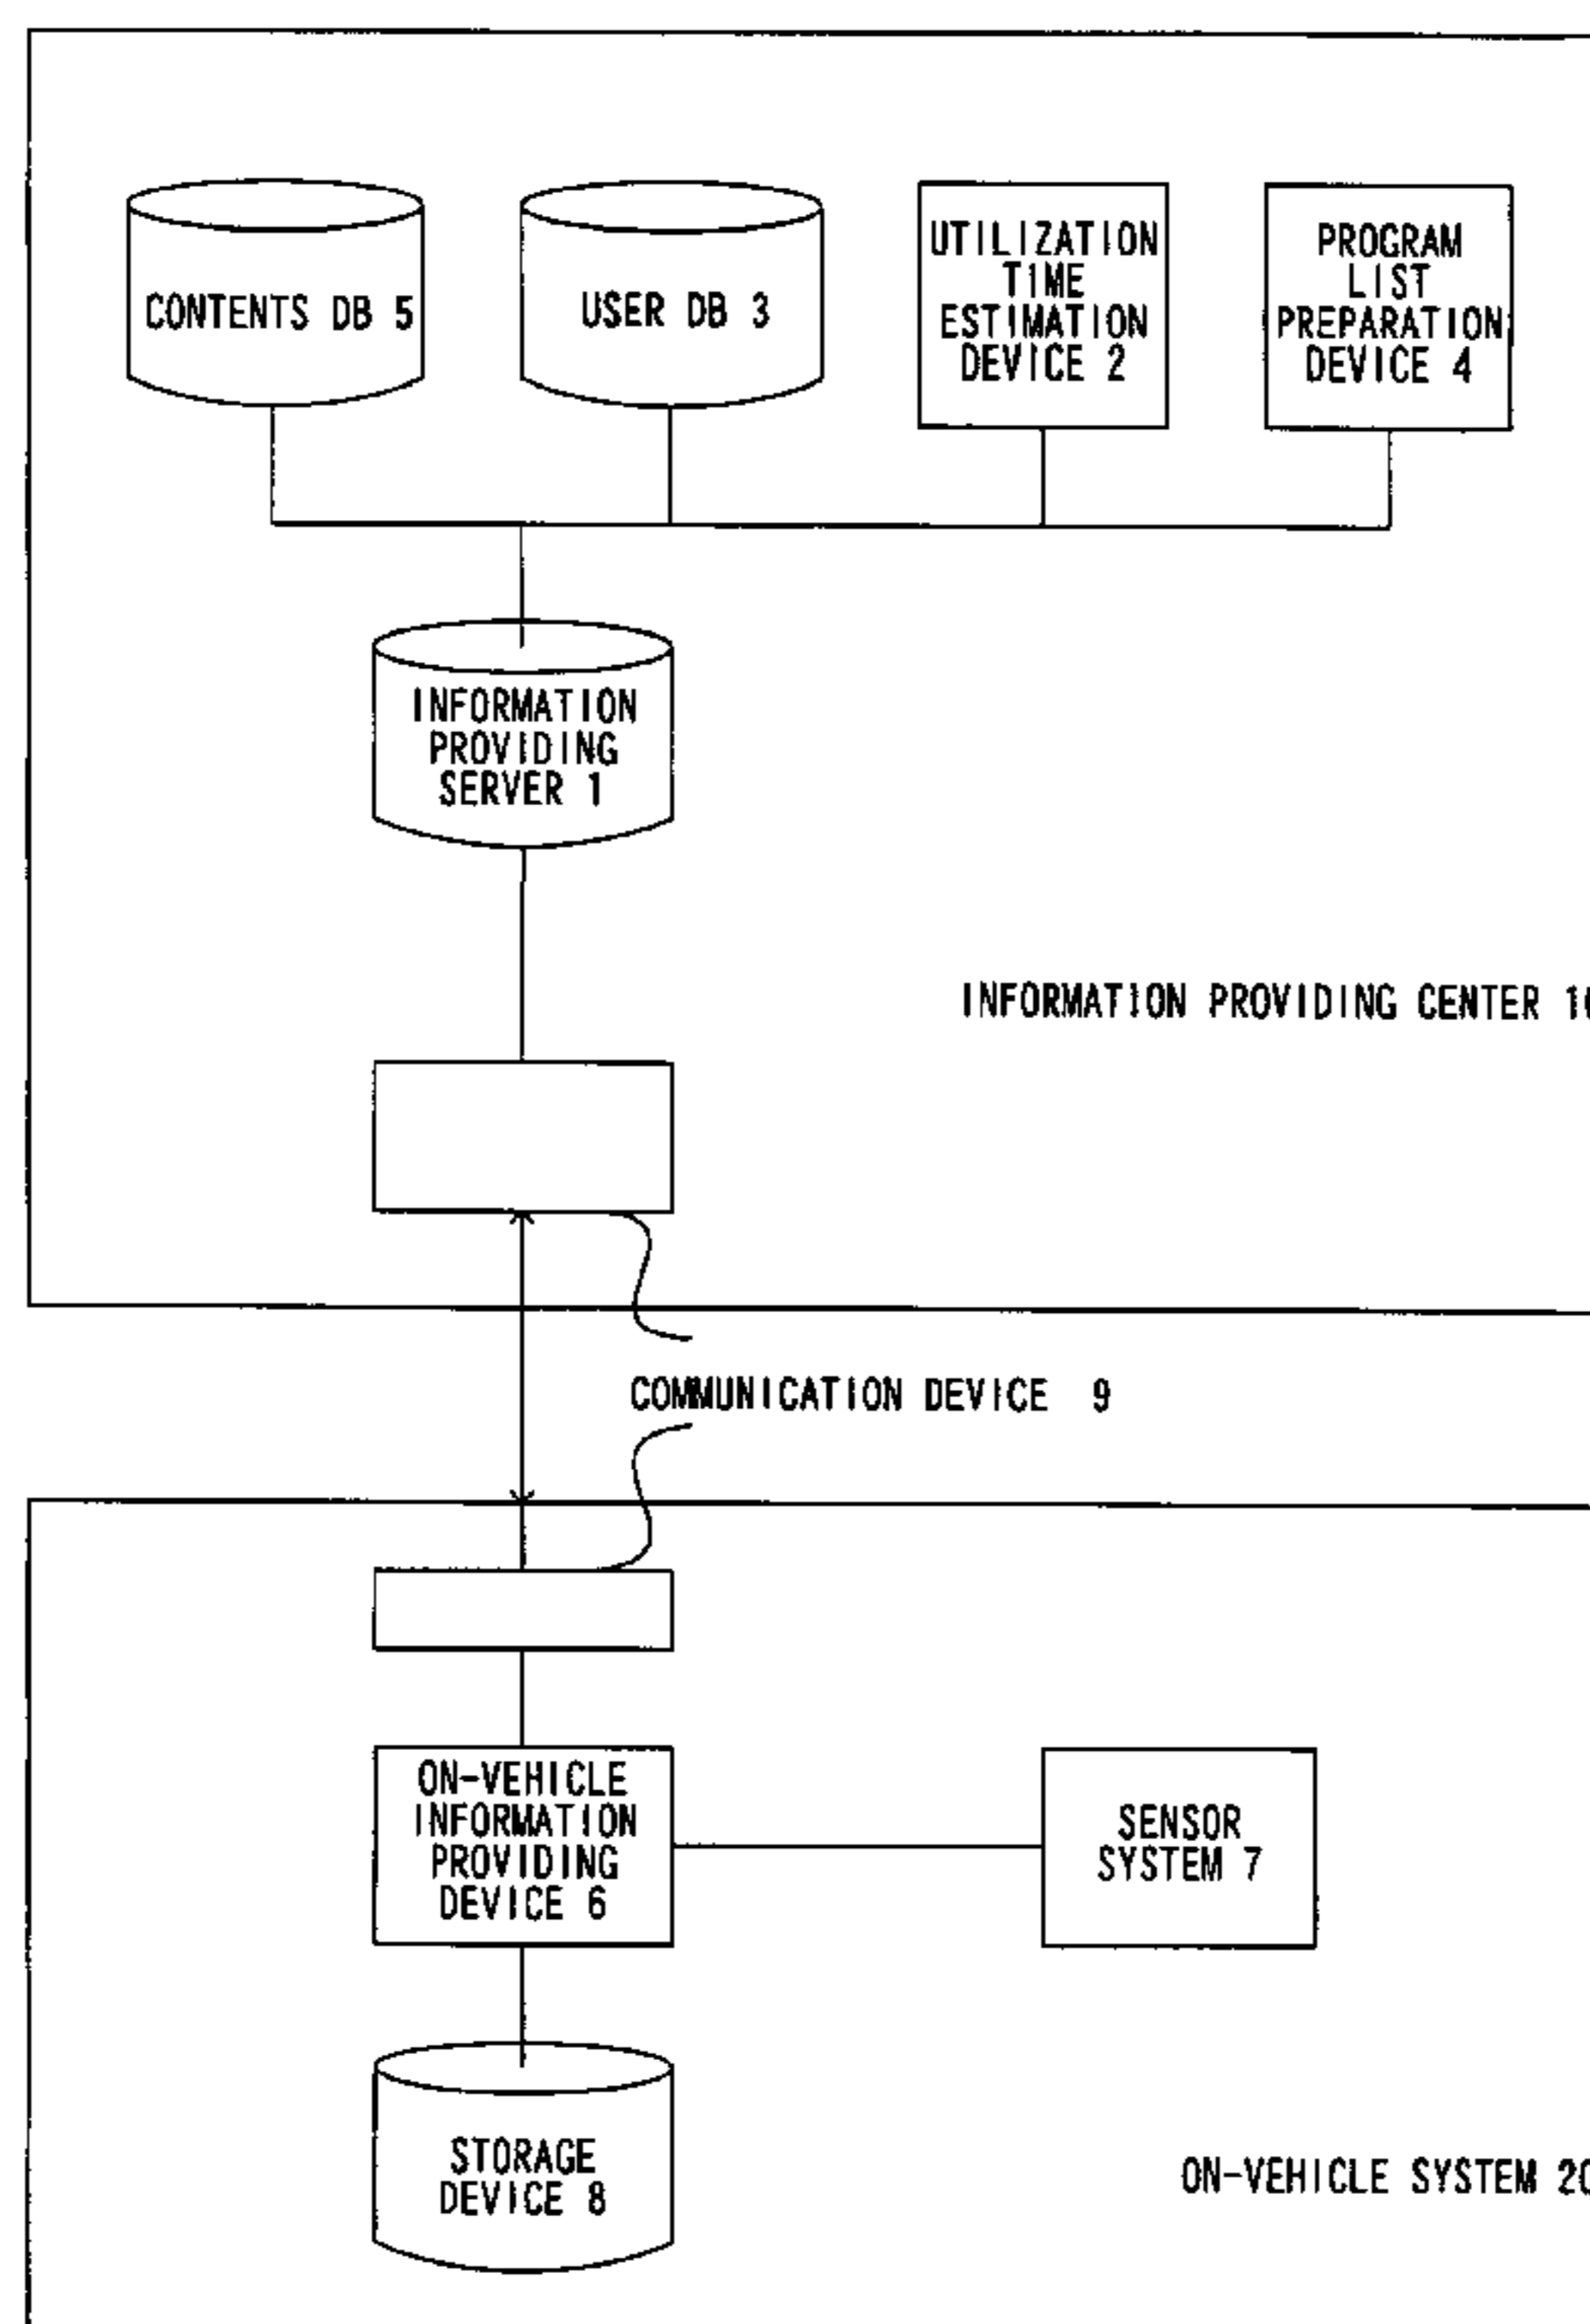 CONTENTS DB 5
USER DB 3
UTILIZATION
TIME
ESTIMATION
DEVICE 2
PROGRAM
LIST
PREPARATION
DEVICE 4
INFORMATION
PROVIDING
SERVER 1
INFORMATION PROVIDING CENTER 10
COMMUNICATION DEVICE 9
ON-VEHICLE
INFORMATION
PROVIDING
DEVICE 6
SENSOR
SYSTEM 7
STORAGE
DEVICE 8
ON-VEHICLE SYSTEM 20